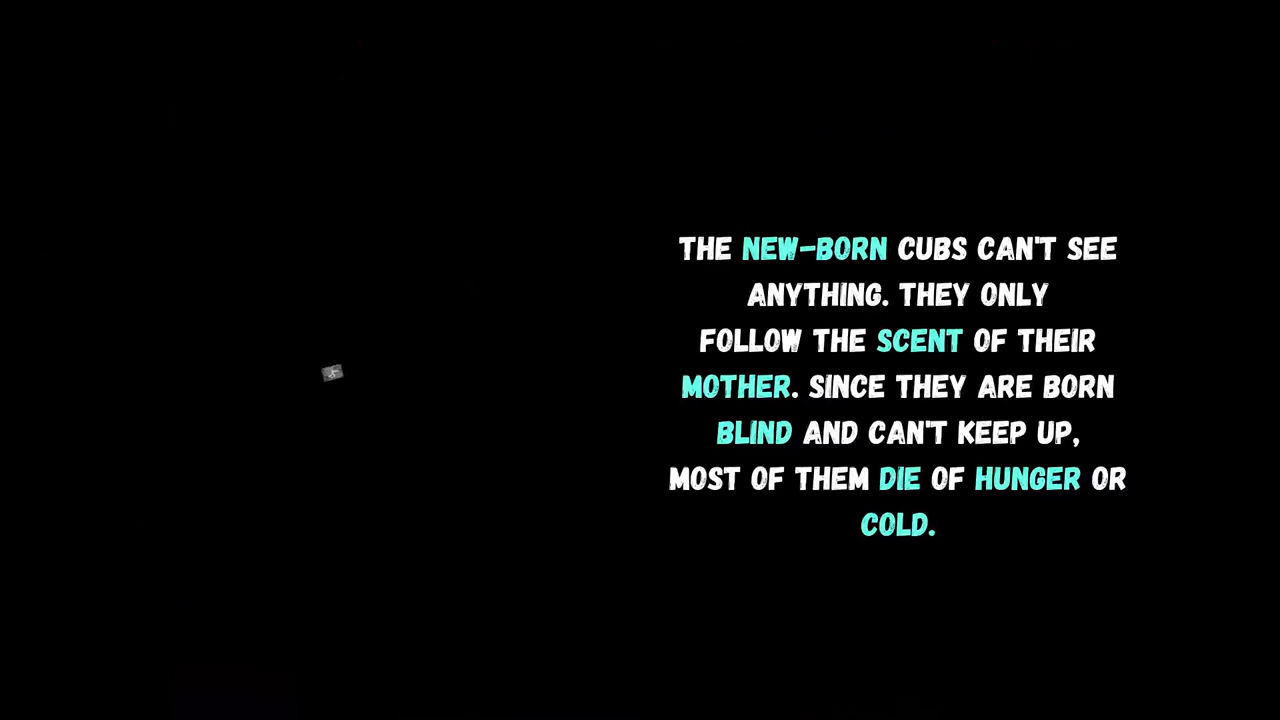 THE NEW-BORN CUBS CAN'T SEE
ANYTHING. THEY ONLY
FOLLOW THE SCENT OF THEIR
MOTHER. SINCE THEY ARE BORN
BLIND AND CAN'T KEEP UP,
MOST OF THEM DIE OF HUNGER OR
COLD.